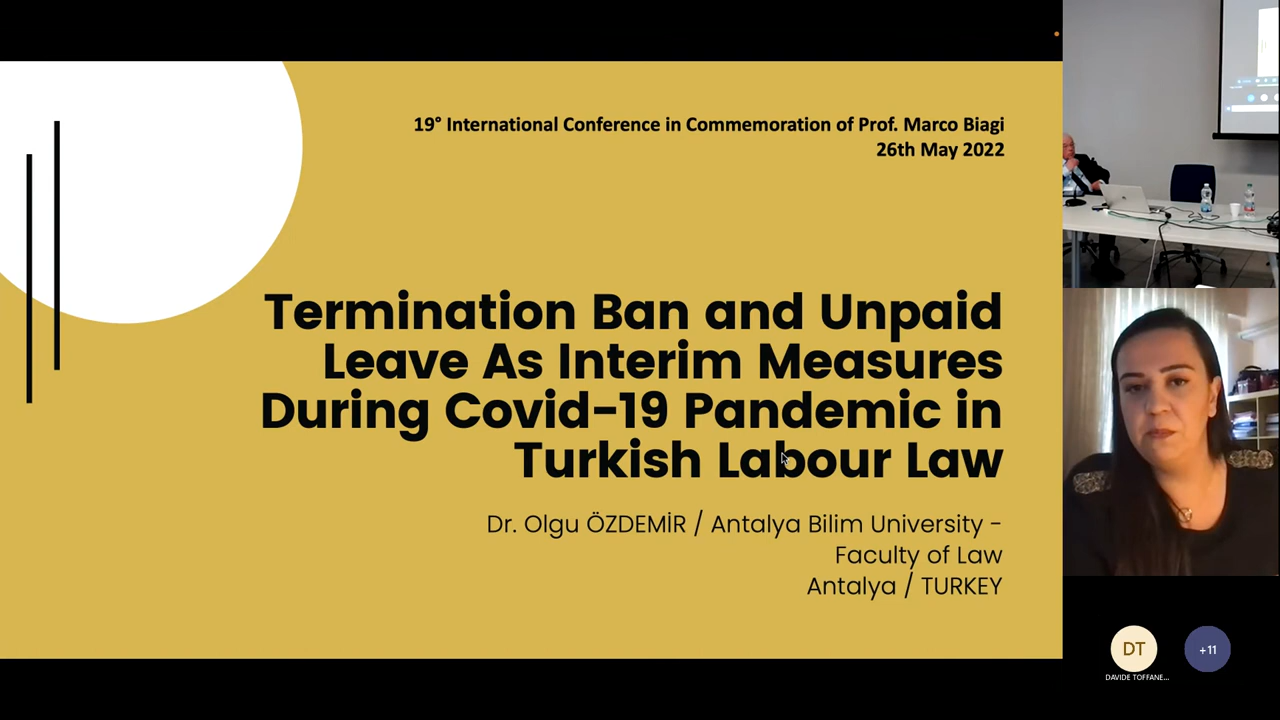 19° International Conference in Commemoration of Prof. Marco Biagi
26th May 2022
Termination Ban and Unpaid
Leave As Interim Measures
During Covid-19 Pandemic in
Turkish Labour Law
Dr. Olgu ÖZDEMİR / Antalya Bilim University -
Faculty of Law
Antalya / TURKEY
DT
+11
DAVIDE TOFFANE...